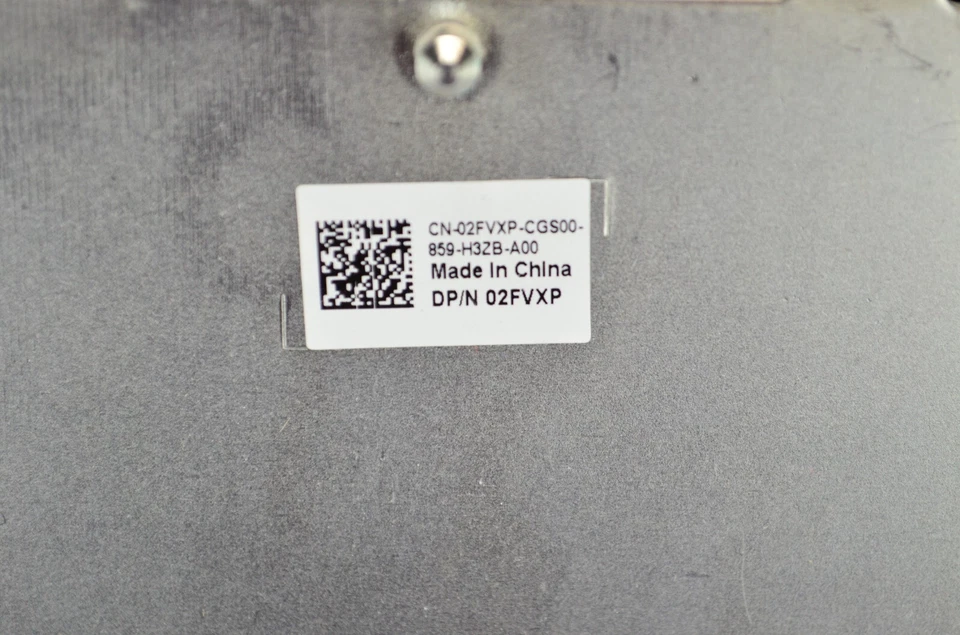 CN-02FVXP-CGS00-
859-H3ZB-A00
Made In China
DP/N 02FVXP